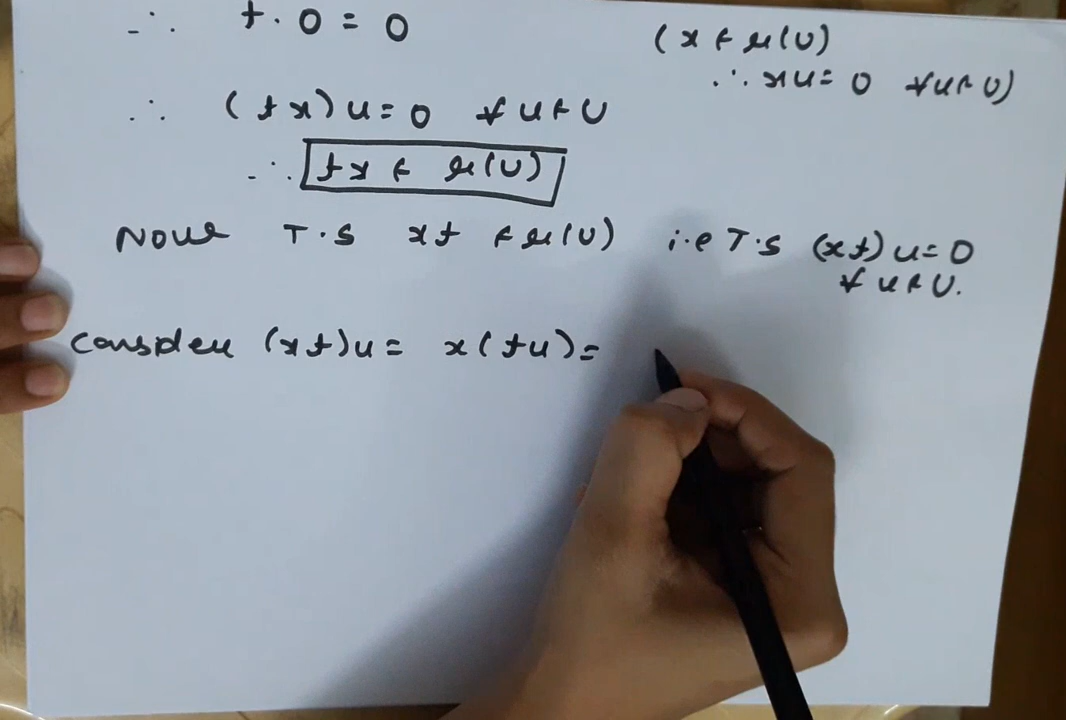 ∴ t. 0 = 0
(x ∈ r(U)
∴ xu = 0 ∀ u ∈ U)
∴ (tx)u = 0 ∀ u ∈ U
∴ tx ∈ r(U)
Now T.S xt ∈ r(U) i.e T.S (xt)u = 0
∀ u ∈ U.
Consider (xt)u = x(tu) =